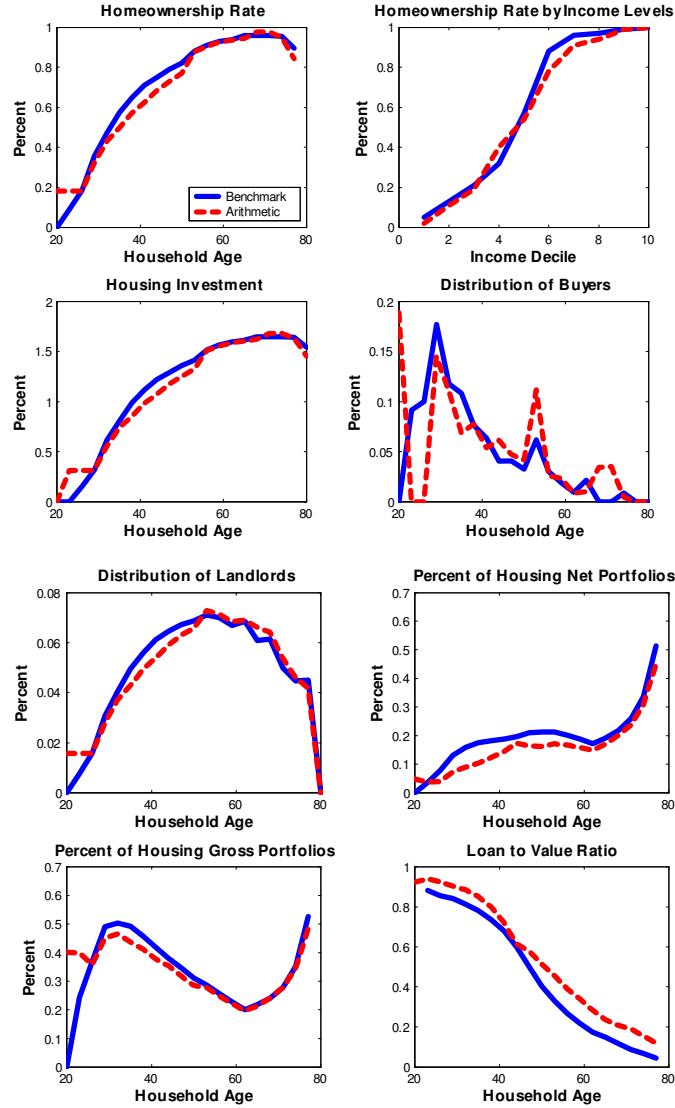 Homeownership Rate
1
0.8
0.6
0.4
0.2
0
Percent
Benchmark
Arithmetic
20 40 60 80
Household Age
Homeownership Rate by Income Levels
1
0.8
0.6
0.4
0.2
0
Percent
0 2 4 6 8 10
Income Decile
Housing Investment
2
1.5
1
0.5
0
Percent
20 40 60 80
Household Age
Distribution of Buyers
0.2
0.15
0.1
0.05
0
Percent
20 40 60 80
Household Age
Distribution of Landlords
0.08
0.06
0.04
0.02
0
Percent
20 40 60 80
Household Age
Percent of Housing Net Portfolios
0.7
0.6
0.5
0.4
0.3
0.2
0.1
0
Percent
20 40 60 80
Household Age
Percent of Housing Gross Portfolios
0.7
0.6
0.5
0.4
0.3
0.2
0.1
0
Percent
20 40 60 80
Household Age
Loan to Value Ratio
1
0.8
0.6
0.4
0.2
0
Percent
20 40 60 80
Household Age